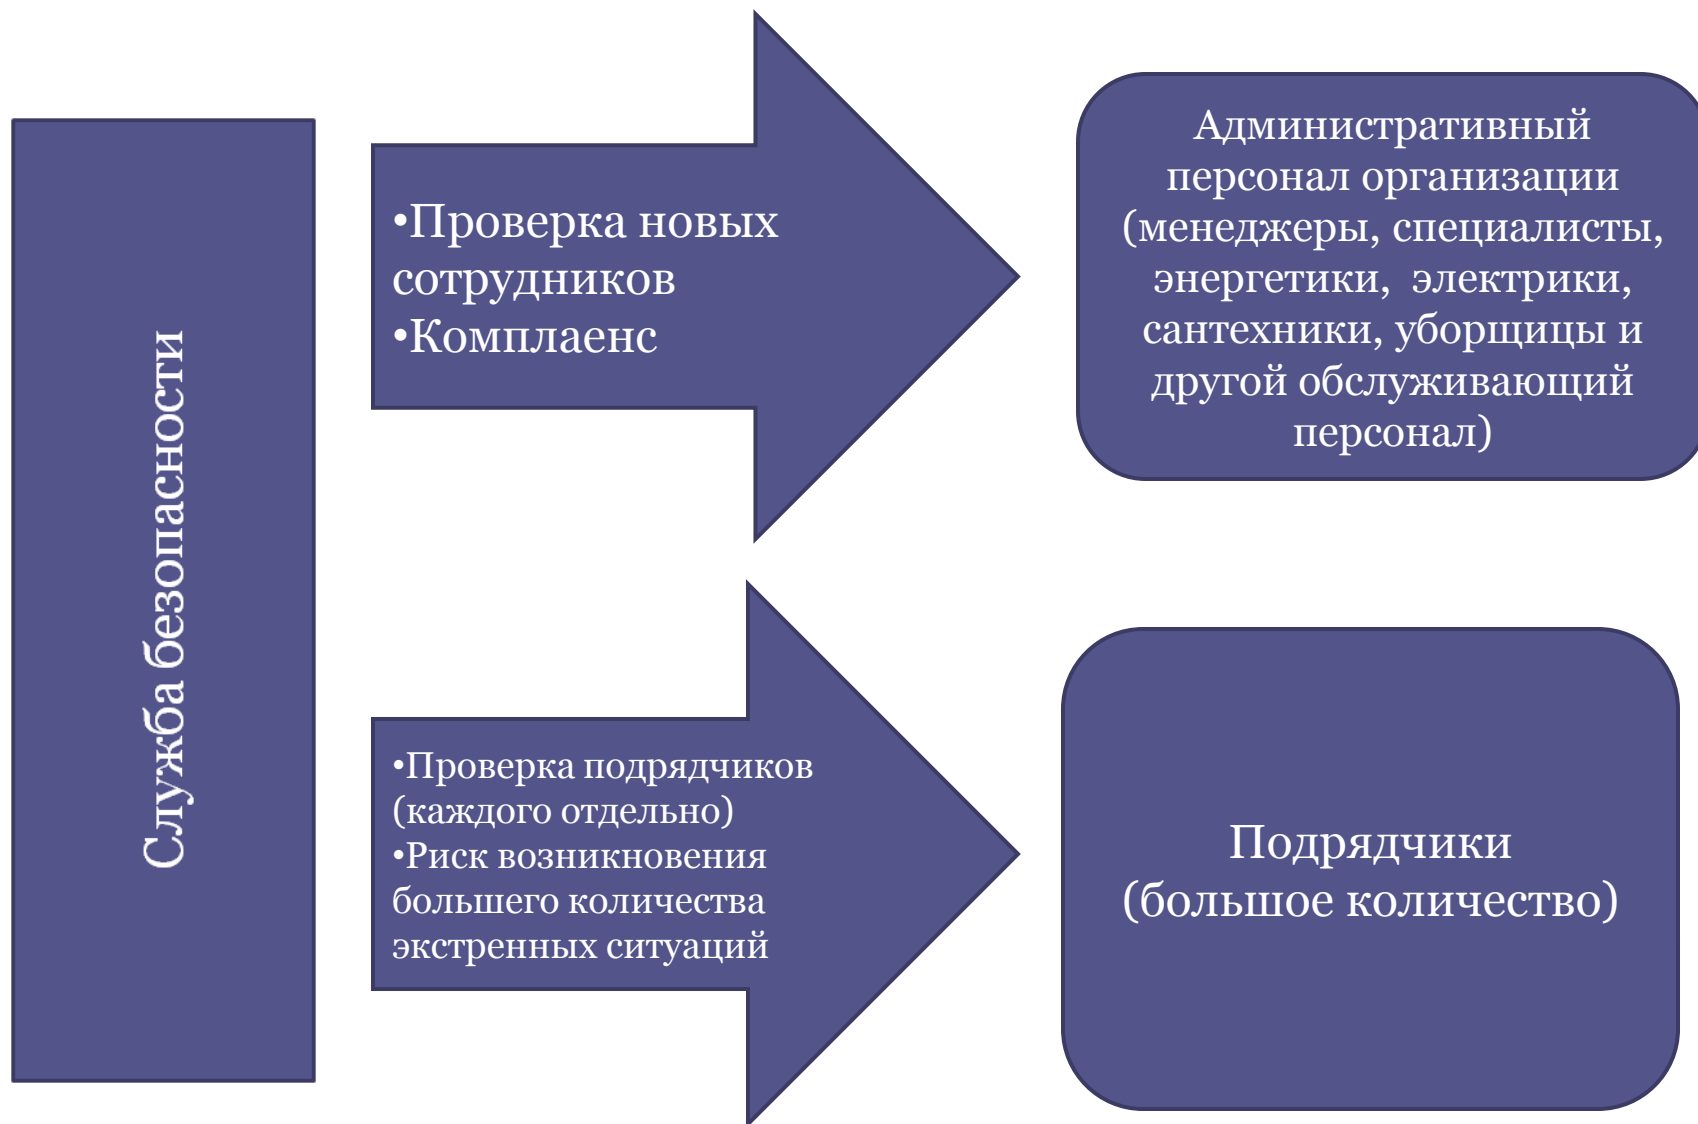 Служба безопасности
•Проверка новых
сотрудников
•Комплаенс
Административный
персонал организации
(менеджеры, специалисты,
энергетики,  электрики,
сантехники, уборщицы и
другой обслуживающий
персонал)
•Проверка подрядчиков
(каждого отдельно)
•Риск возникновения
большего количества
экстренных ситуаций
Подрядчики
(большое количество)